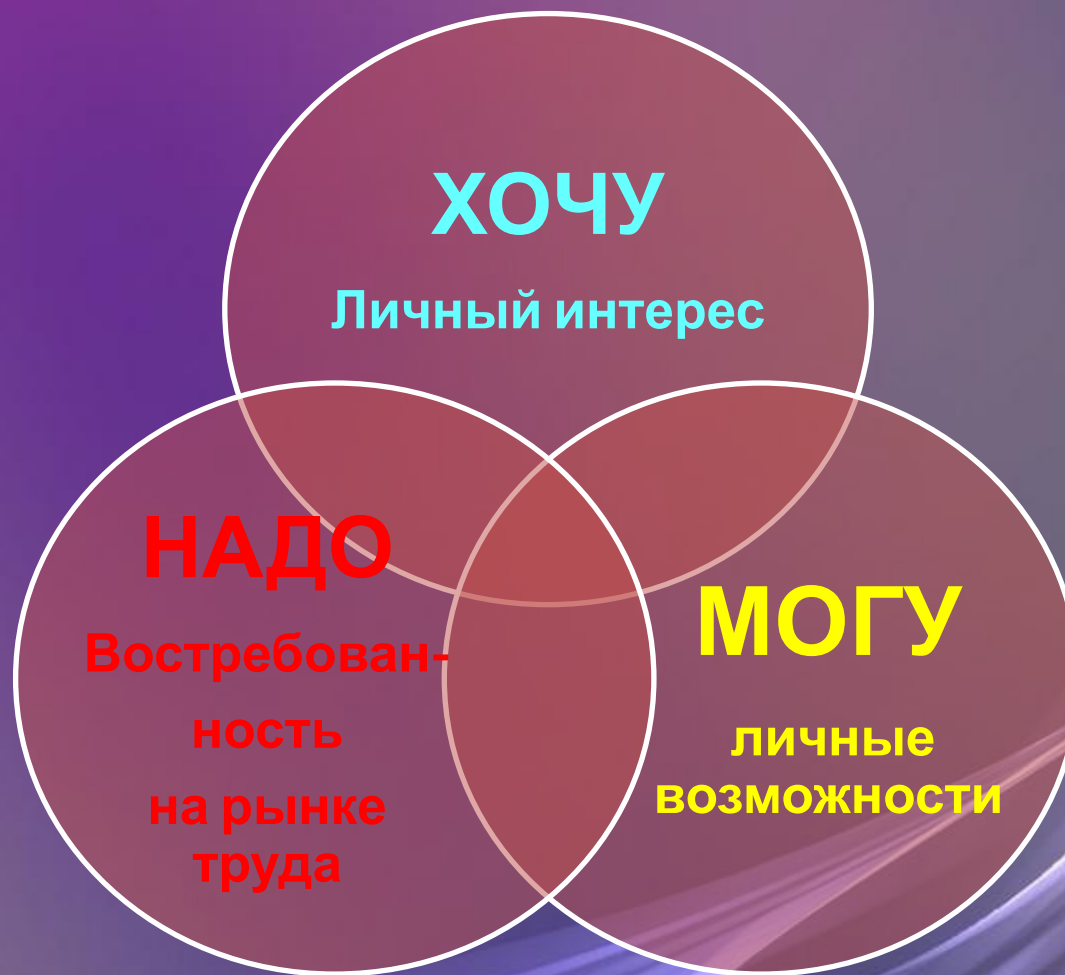 ХОЧУ
Личный интерес
НАДО
Востребован-
ность
на рынке
труда
МОГУ
личные
возможности